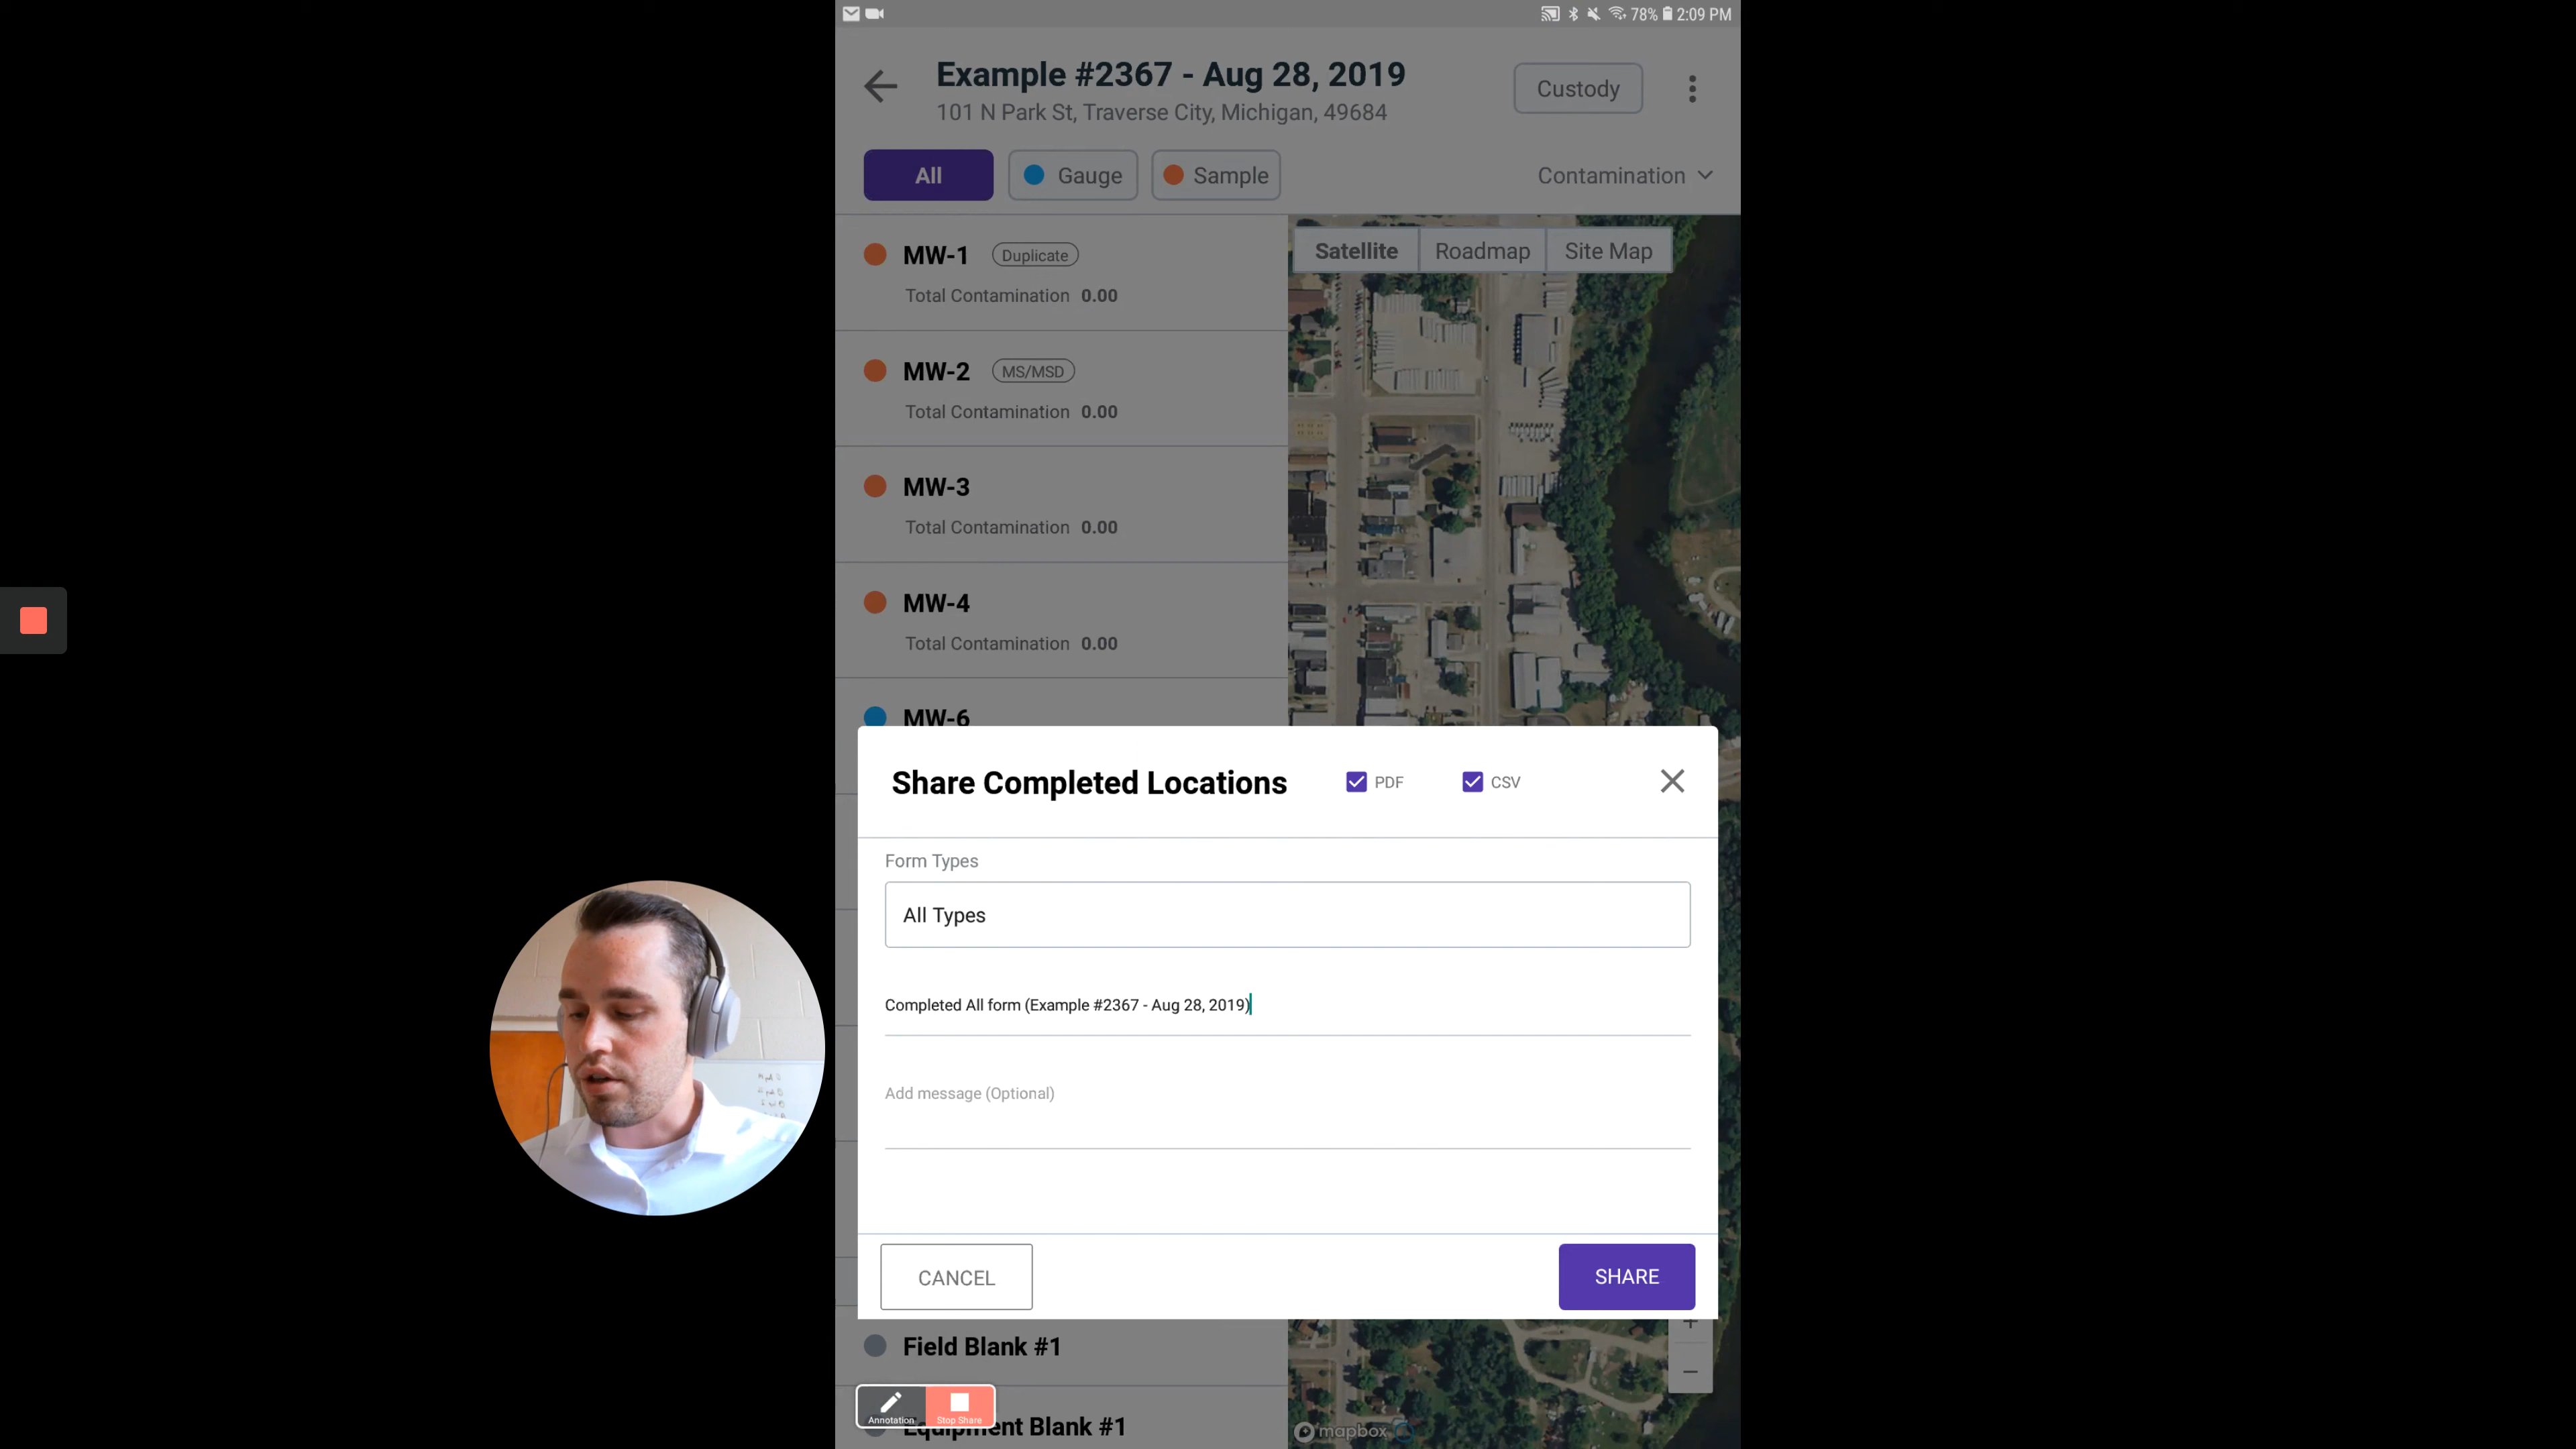 78% 2:09 PM
Example #2367 - Aug 28, 2019
101 N Park St, Traverse City, Michigan, 49684
Custody
All
Gauge
Sample
Contamination
MW-1 Duplicate
Total Contamination 0.00
MW-2 MS/MSD
Total Contamination 0.00
MW-3
Total Contamination 0.00
MW-4
Total Contamination 0.00
MW-6
Satellite
Roadmap
Site Map
Share Completed Locations
PDF
CSV
Form Types
All Types
Completed All form (Example #2367 - Aug 28, 2019)
Add message (Optional)
CANCEL
SHARE
Field Blank #1
Annotation
Stop Share
Equipment Blank #1
mapbox